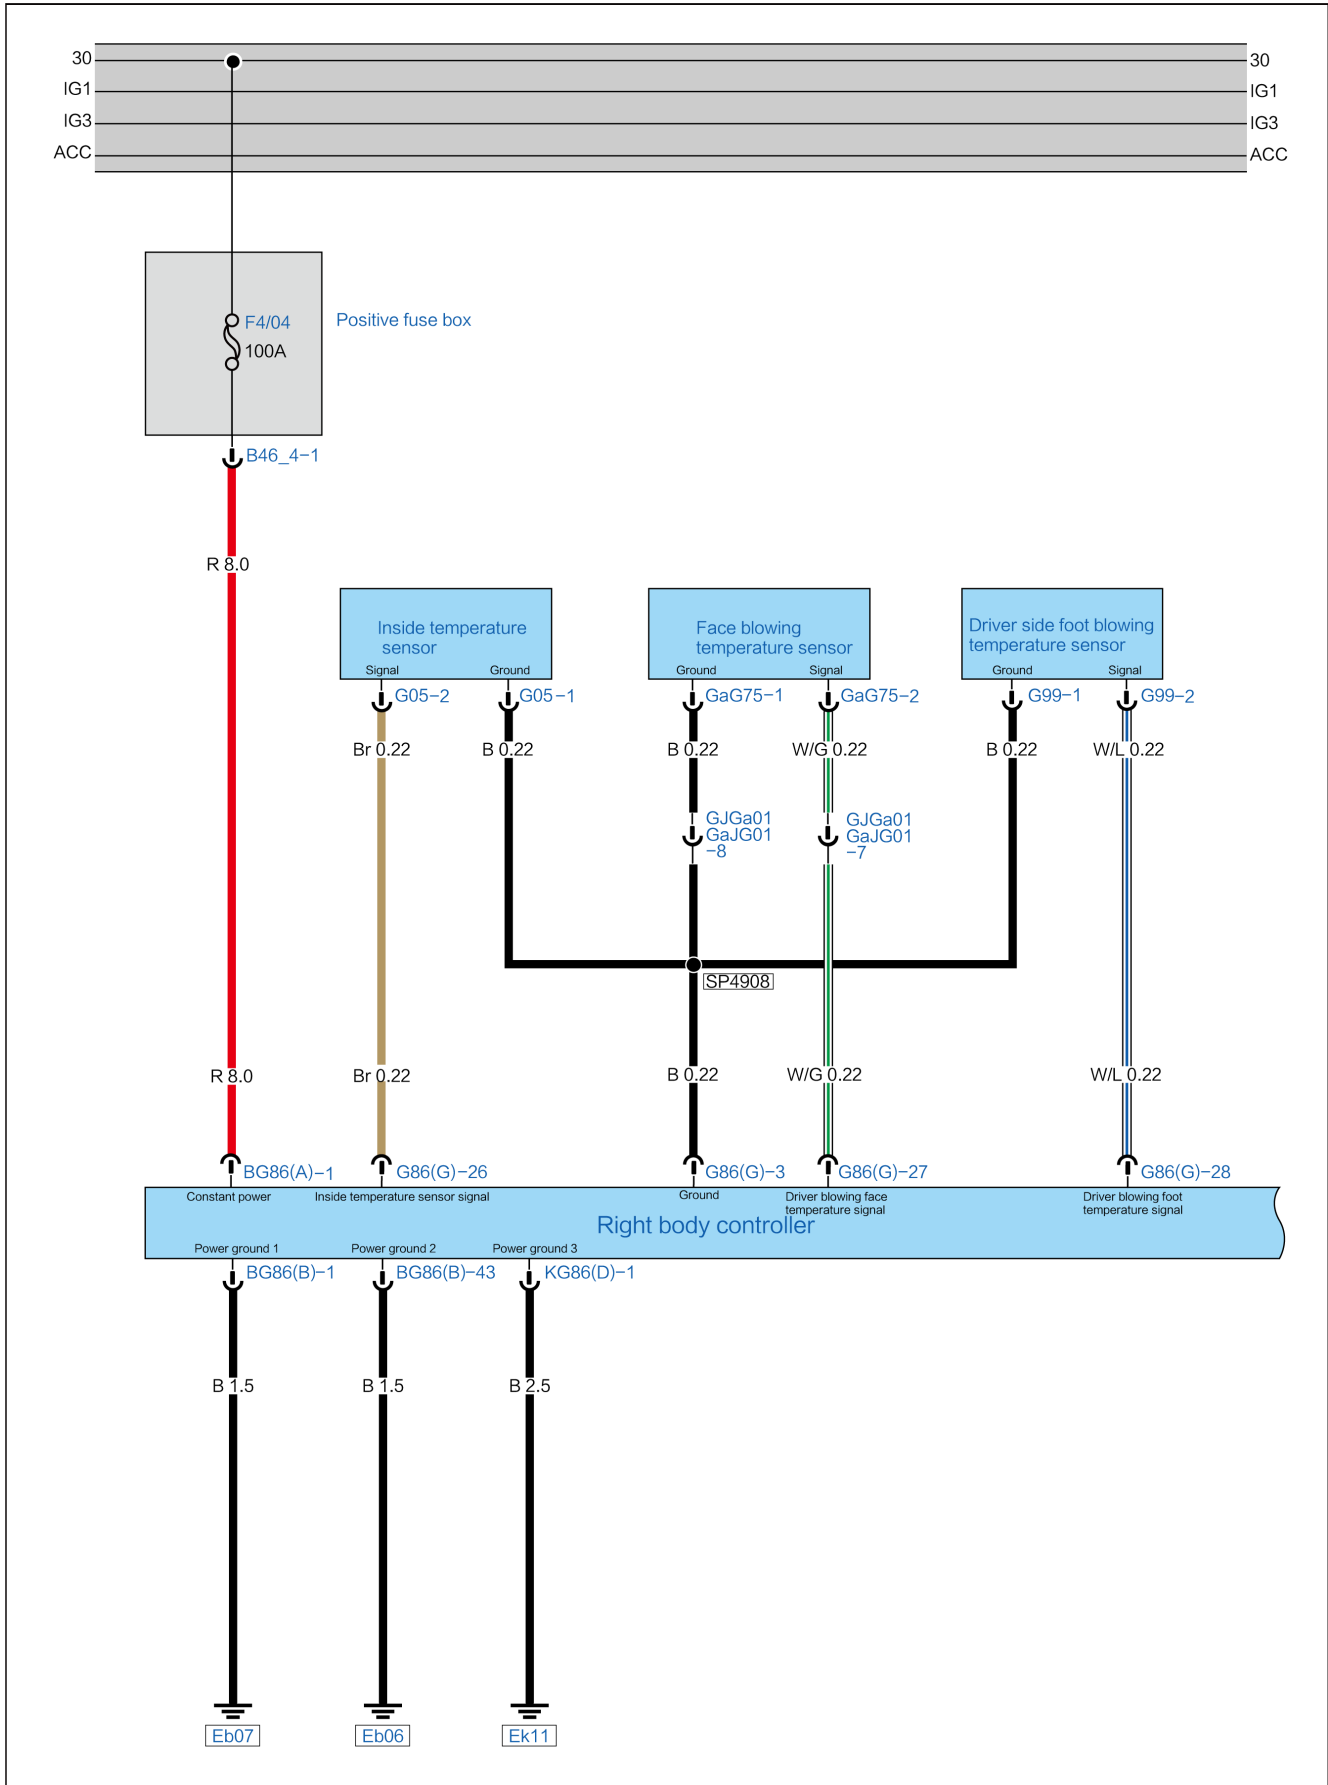 30
30
IG1
IG1
IG3
IG3
ACC
ACC
F4/04
100A
Positive fuse box
B46_4-1
R 8.0
Inside temperature
sensor
Signal
Ground
Face blowing
temperature sensor
Ground
Signal
Driver side foot blowing
temperature sensor
Ground
Signal
G05-2
G05-1
GaG75-1
GaG75-2
G99-1
G99-2
Br 0.22
B 0.22
B 0.22
W/G 0.22
B 0.22
W/L 0.22
GJGa01
GaJG01
-8
GJGa01
GaJG01
-7
SP4908
R 8.0
Br 0.22
B 0.22
W/G 0.22
W/L 0.22
BG86(A)-1
G86(G)-26
G86(G)-3
G86(G)-27
G86(G)-28
Constant power
Inside temperature sensor signal
Ground
Driver blowing face
temperature signal
Driver blowing foot
temperature signal
Right body controller
Power ground 1
Power ground 2
Power ground 3
BG86(B)-1
BG86(B)-43
KG86(D)-1
B 1.5
B 1.5
B 2.5
Eb07
Eb06
Ek11